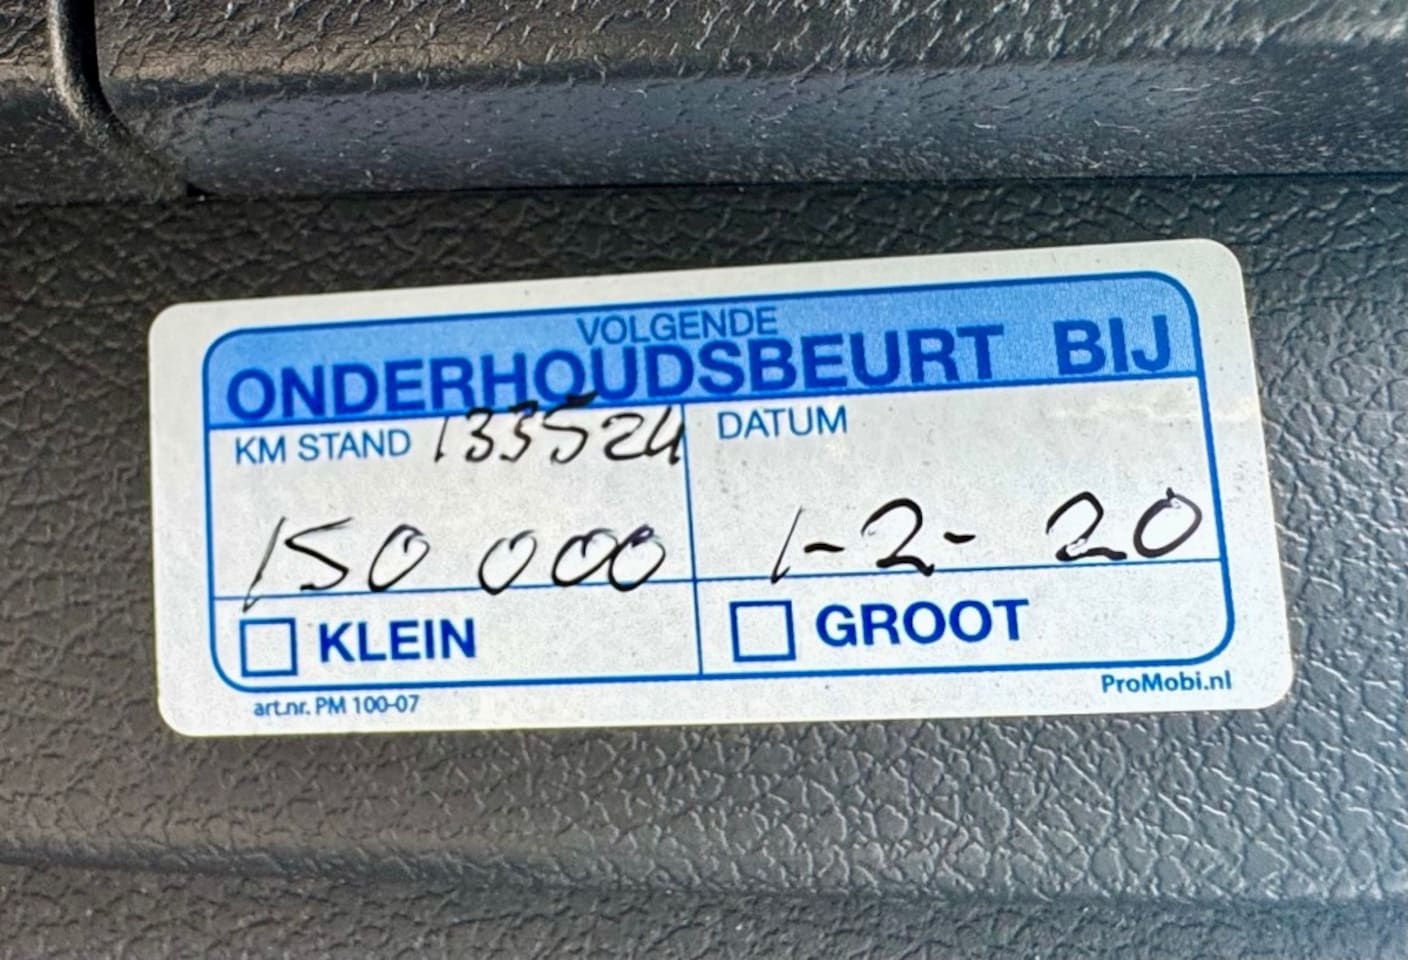 VOLGENDE
ONDERHOUDSBEURT BIJ
KM STAND 133524
DATUM
150 000
1-2-20
KLEIN
GROOT
art.nr. PM 100-07
ProMobi.nl